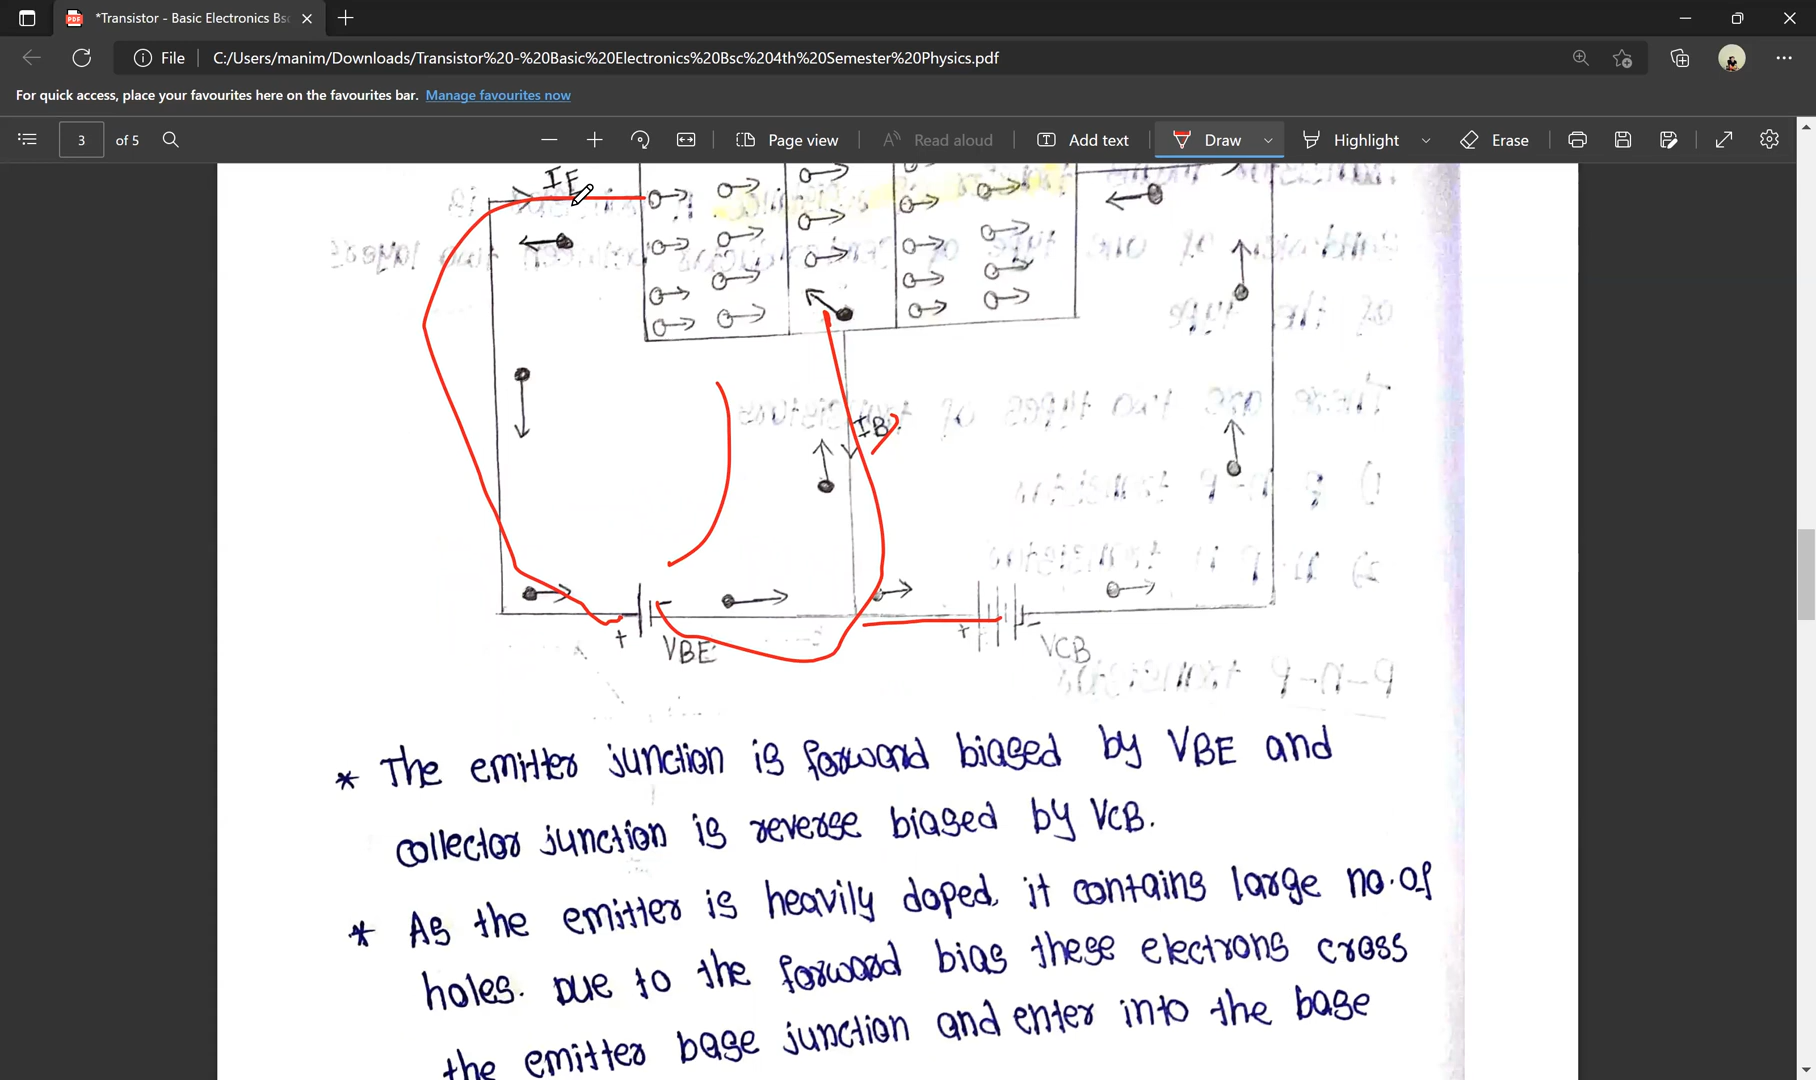 *Transistor - Basic Electronics Bsc
File C:/Users/manim/Downloads/Transistor%20-%20Basic%20Electronics%20Bsc%204th%20Semester%20Physics.pdf
For quick access, place your favourites here on the favourites bar. Manage favourites now
3 of 5 Page view Read aloud Add text Draw Highlight Erase
IE
IB
+ VBE
+ - VCB
* The emitter junction is forward biased by VBE and
collector junction is reverse biased by VCB.
* As the emitter is heavily doped, it contains large no. of
holes. Due to the forward bias these electrons cross
the emitter base junction and enter into the base